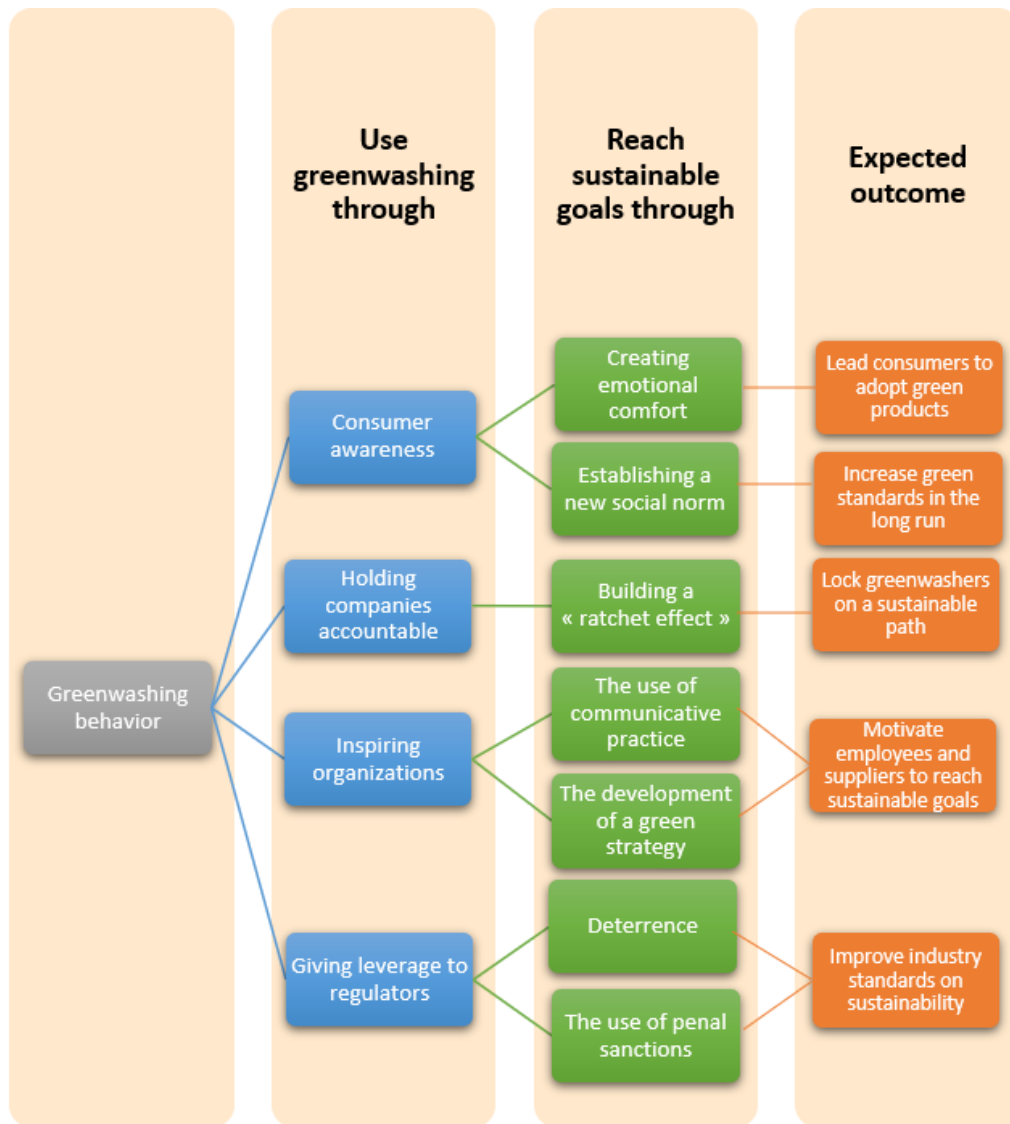 Use
greenwashing
through
Reach
sustainable
goals through
Expected
outcome
Greenwashing
behavior
Consumer
awareness
Holding
companies
accountable
Inspiring
organizations
Giving leverage to
regulators
Creating
emotional
comfort
Establishing a
new social norm
Building a
« ratchet effect »
The use of
communicative
practice
The development
of a green
strategy
Deterrence
The use of penal
sanctions
Lead consumers to
adopt green
products
Increase green
standards in the
long run
Lock greenwashers
on a sustainable
path
Motivate
employees and
suppliers to reach
sustainable goals
Improve industry
standards on
sustainability